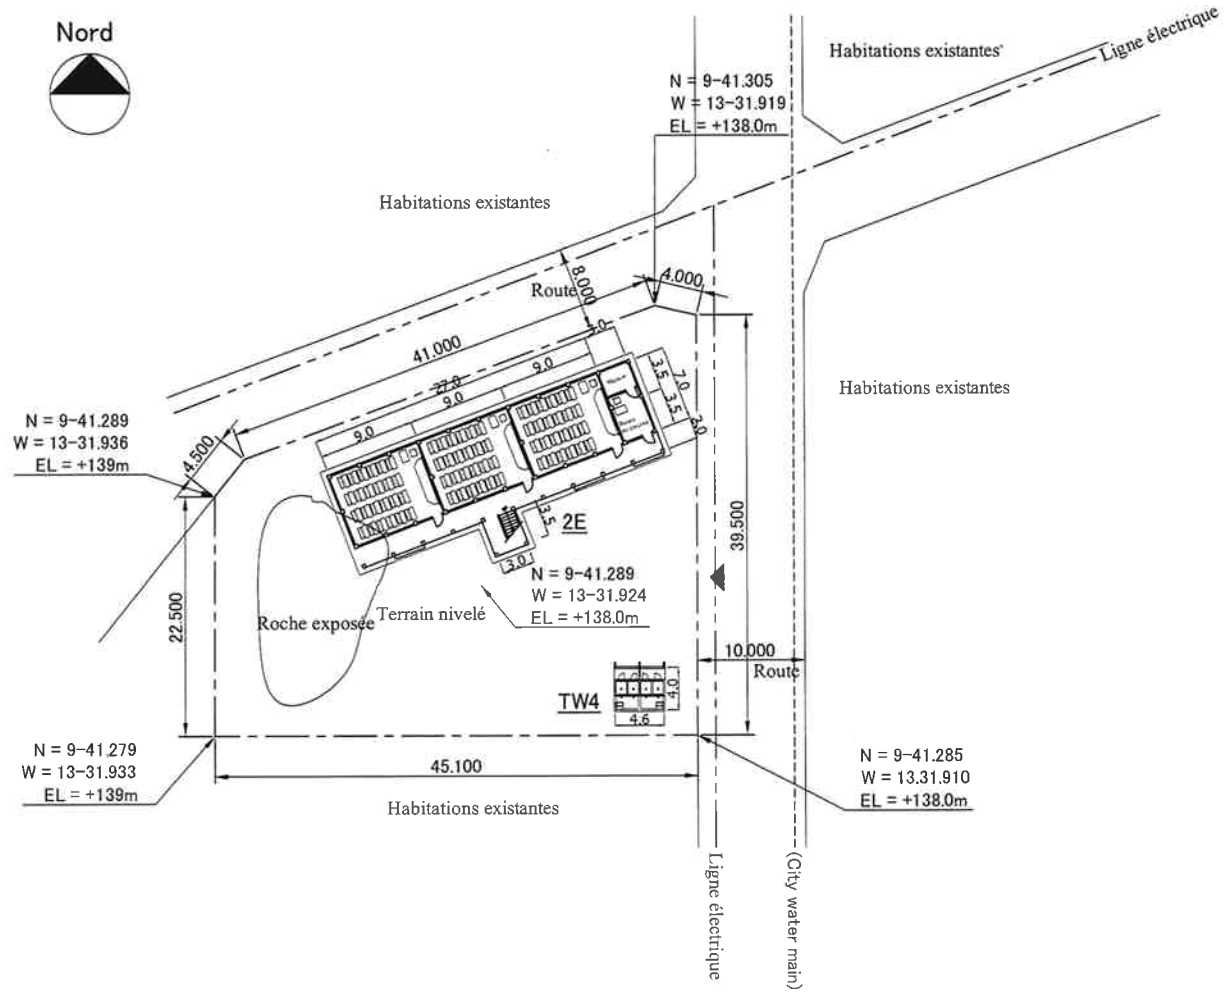 Nord
Habitations existantes
Ligne électrique
N = 9-41.305
W = 13-31.919
EL = +138.0m
Habitations existantes
Route
8.000
4.000
41.000
27.0
9.0
9.0
9.0
3.5
7.0
3.5
2.0
Habitations existantes
N = 9-41.289
W = 13-31.936
EL = +139m
4.500
22.500
39.500
2E
3.5
3.0
N = 9-41.289
W = 13-31.924
EL = +138.0m
Roche exposée
Terrain nivelé
10.000
Route
TW4
4.0
4.6
N = 9-41.279
W = 13-31.933
EL = +139m
45.100
N = 9-41.285
W = 13.31.910
EL = +138.0m
Habitations existantes
Ligne électrique
(City water main)